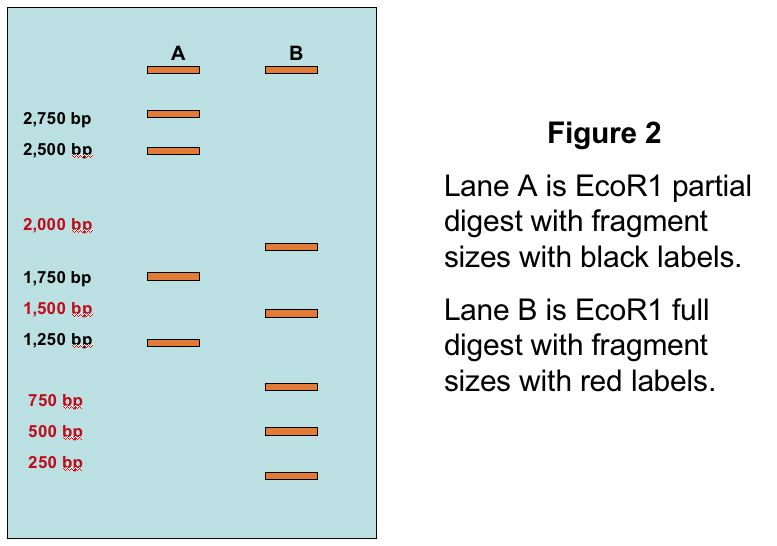 A B
2,750 bp
2,500 bp
2,000 bp
1,750 bp
1,500 bp
1,250 bp
750 bp
500 bp
250 bp
Figure 2
Lane A is EcoR1 partial
digest with fragment
sizes with black labels.
Lane B is EcoR1 full
digest with fragment
sizes with red labels.